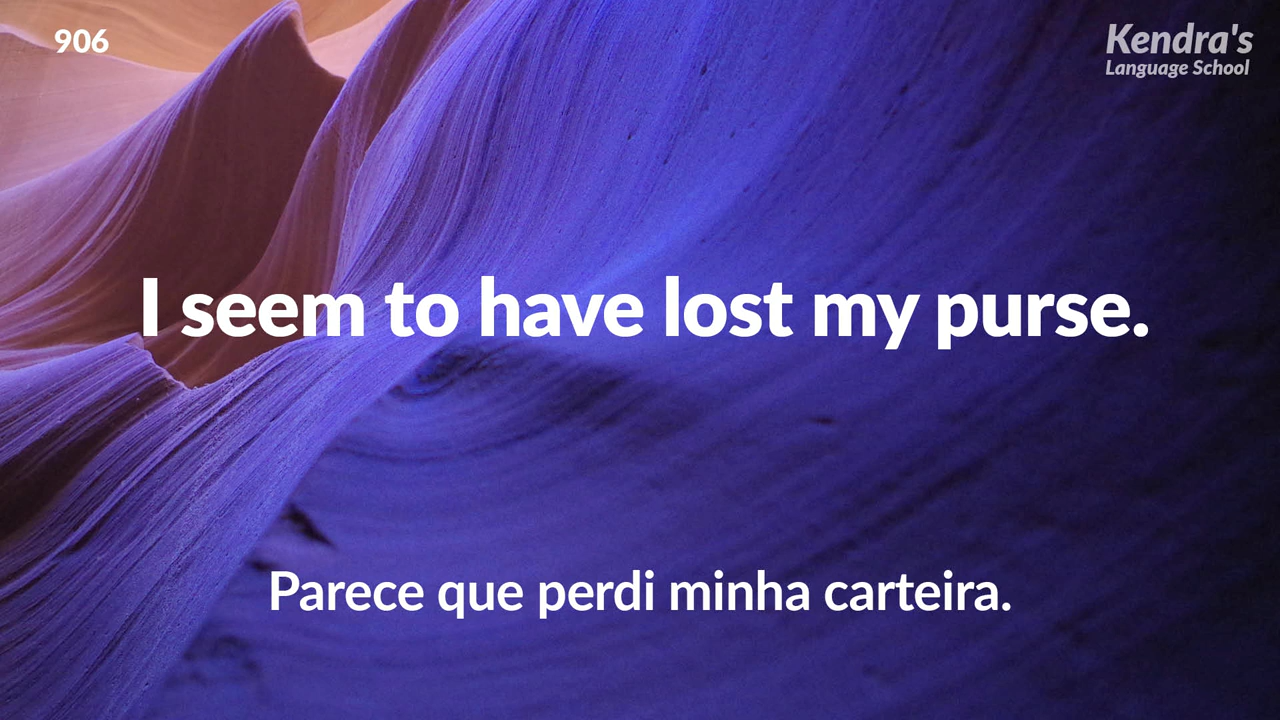 906
Kendra's
Language School
I seem to have lost my purse.
Parece que perdi minha carteira.